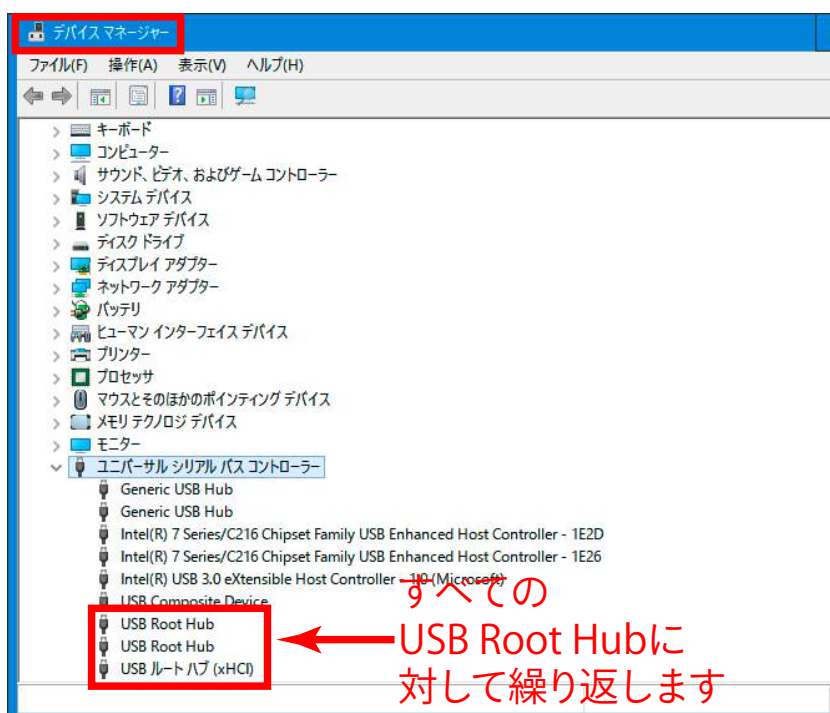 デバイス マネージャー
ファイル(F) 操作(A) 表示(V) ヘルプ(H)
キーボード
コンピューター
サウンド、ビデオ、およびゲーム コントローラー
システム デバイス
ソフトウェア デバイス
ディスク ドライブ
ディスプレイ アダプター
ネットワーク アダプター
バッテリ
ヒューマン インターフェイス デバイス
プリンター
プロセッサ
マウスとそのほかのポインティング デバイス
メモリ テクノロジ デバイス
モニター
ユニバーサル シリアル バス コントローラー
Generic USB Hub
Generic USB Hub
Intel(R) 7 Series/C216 Chipset Family USB Enhanced Host Controller - 1E2D
Intel(R) 7 Series/C216 Chipset Family USB Enhanced Host Controller - 1E26
Intel(R) USB 3.0 eXtensible Host Controller - 1.0 (Microsoft)
USB Composite Device
USB Root Hub
USB Root Hub
USB ルート ハブ (xHCI)
すべての
USB Root Hubに
対して繰り返します